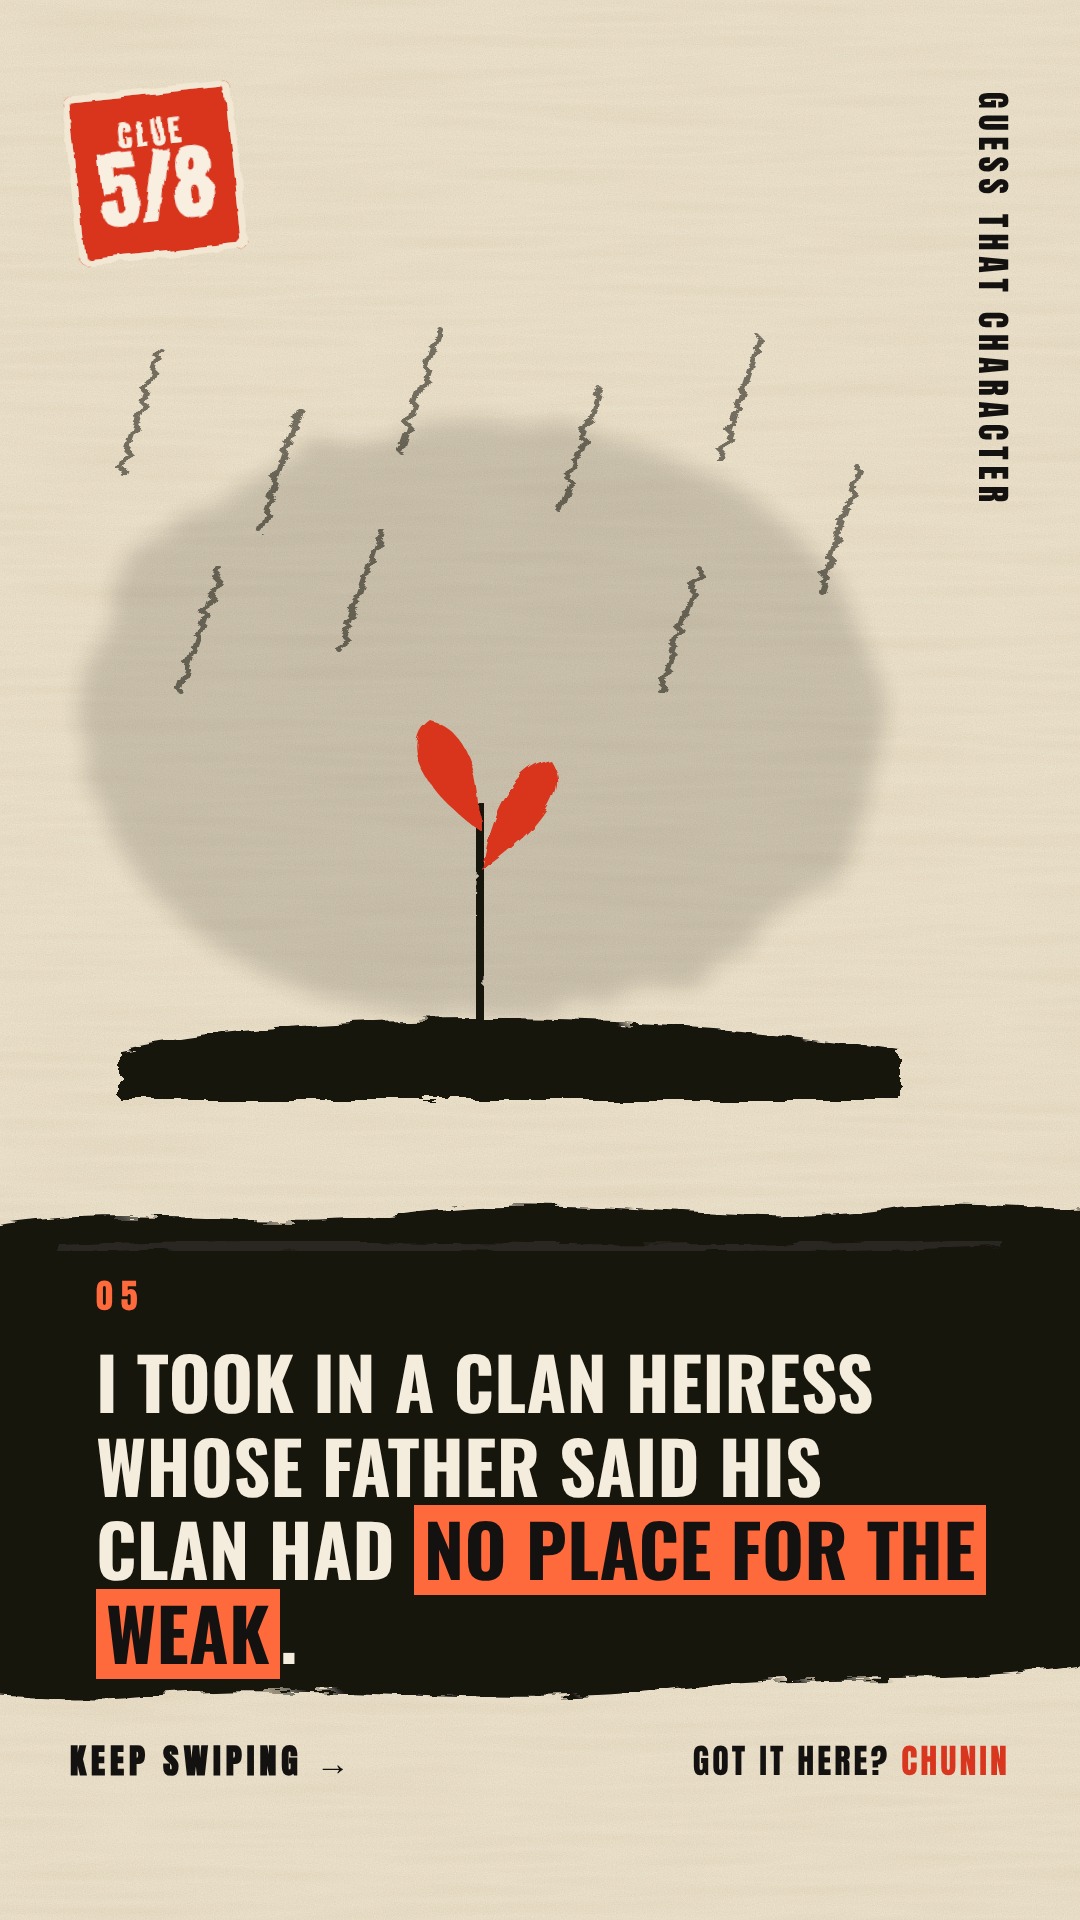 CLUE
5/8
GUESS THAT CHARACTER
05
I TOOK IN A CLAN HEIRESS
WHOSE FATHER SAID HIS
CLAN HAD NO PLACE FOR THE
WEAK.
KEEP SWIPING →
GOT IT HERE? CHUNIN